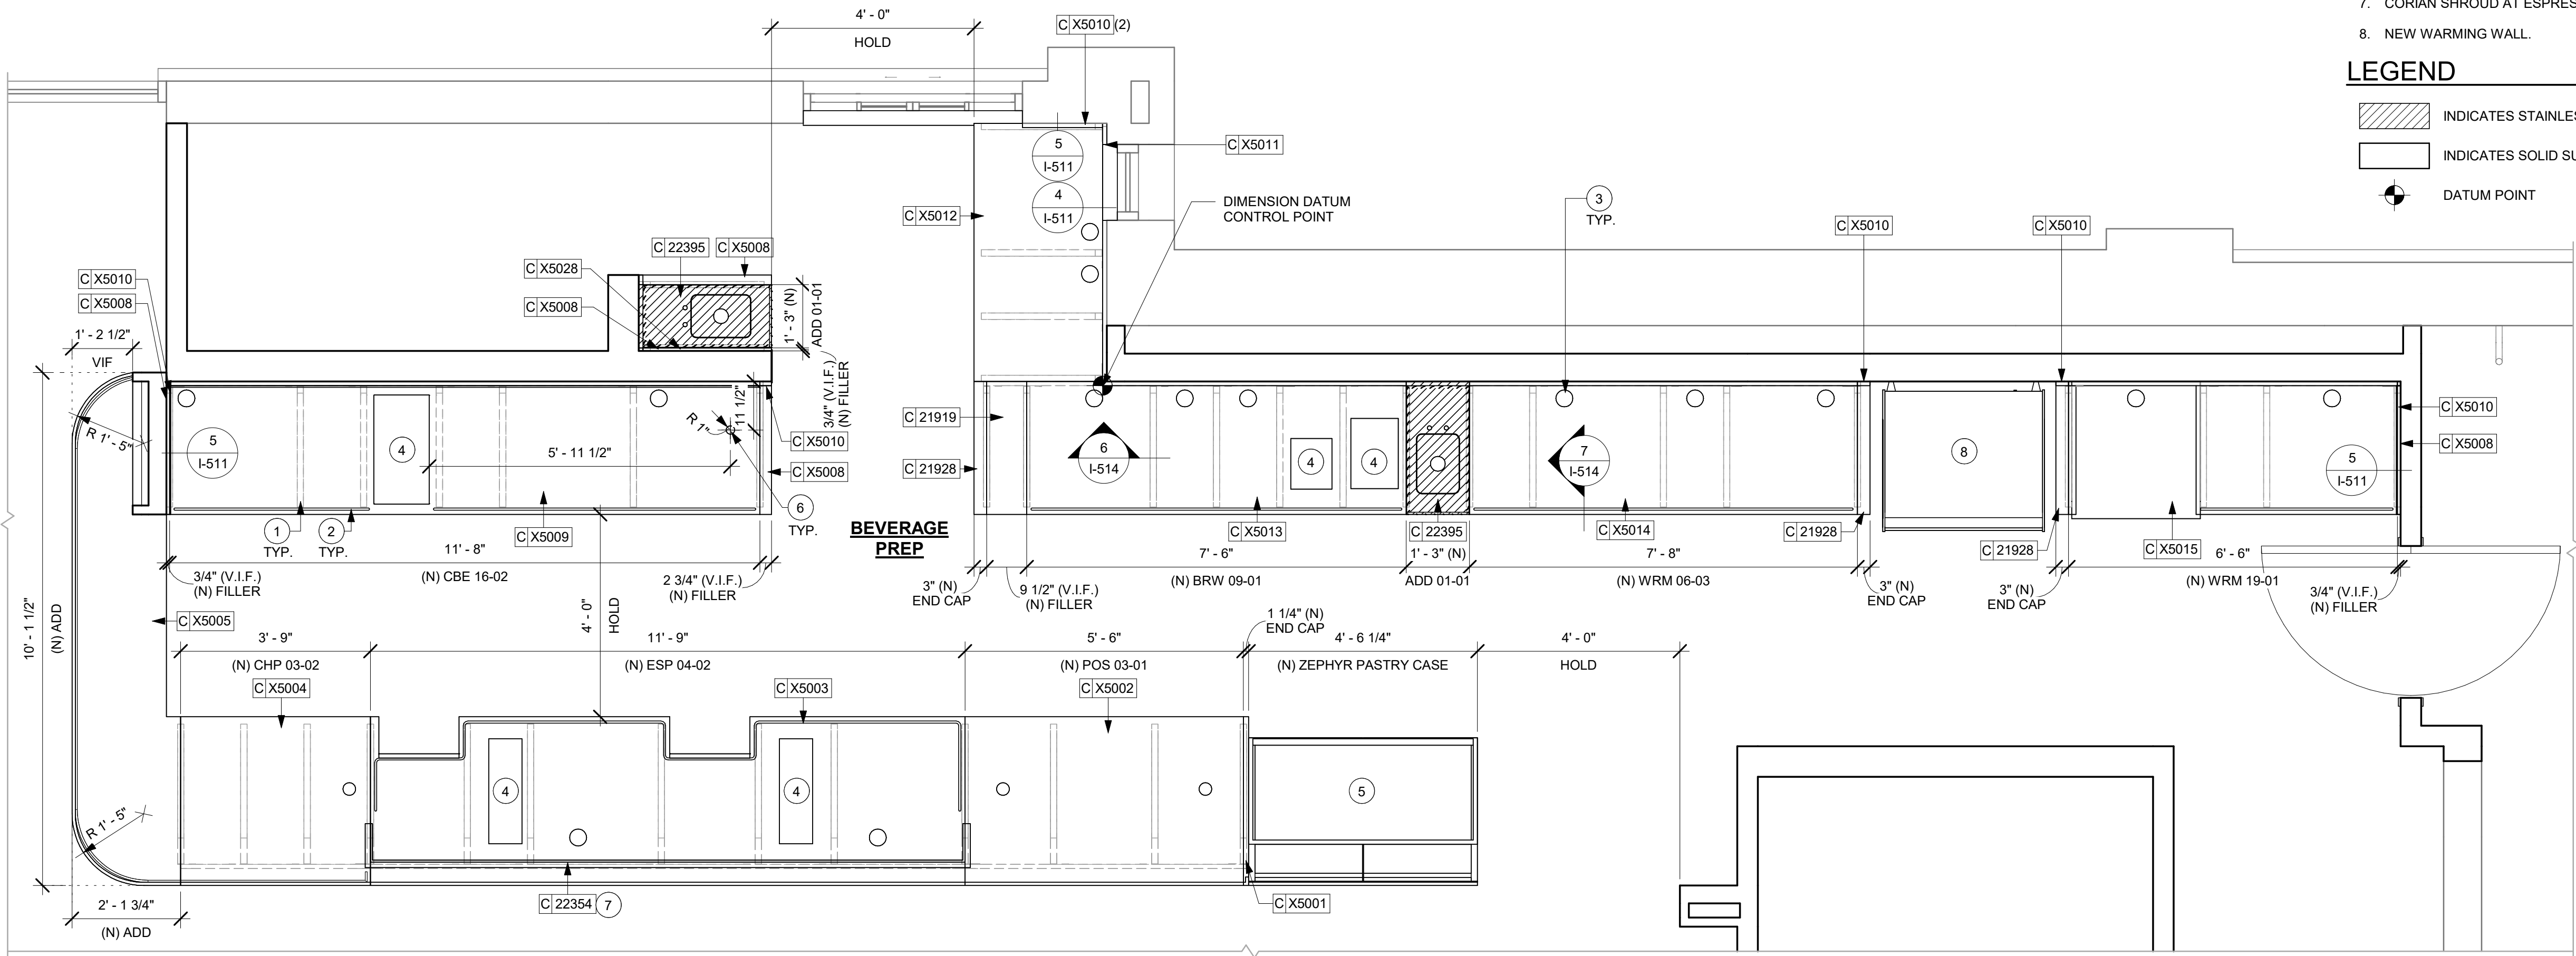 7. CORIAN SHROUD AT ESPRES
8. NEW WARMING WALL.
LEGEND
INDICATES STAINLES
INDICATES SOLID SU
DATUM POINT
4' - 0"
HOLD
C X5010 (2)
5
I-511
4
I-511
C X5011
C X5012
DIMENSION DATUM
CONTROL POINT
3
TYP.
C X5010
C X5010
C 22395
C X5008
C X5028
C X5008
1' - 3" (N)
ADD 01-01
3/4" (V.I.F.)
(N) FILLER
C X5010
C X5008
1' - 2 1/2"
VIF
R 1' - 5"
5
I-511
4
5' - 11 1/2"
R 1"
11 1/2"
C X5010
C X5008
6
TYP.
1
TYP.
2
TYP.
C X5009
11' - 8"
(N) CBE 16-02
3/4" (V.I.F.)
(N) FILLER
2 3/4" (V.I.F.)
(N) FILLER
BEVERAGE
PREP
C 21919
C 21928
6
I-514
4
4
7
I-514
8
5
I-511
C X5010
C X5008
C X5013
C 22395
C X5014
C 21928
C 21928
C X5015
7' - 6"
(N) BRW 09-01
1' - 3" (N)
ADD 01-01
7' - 8"
(N) WRM 06-03
6' - 6"
(N) WRM 19-01
3" (N)
END CAP
9 1/2" (V.I.F.)
(N) FILLER
3" (N)
END CAP
3" (N)
END CAP
3/4" (V.I.F.)
(N) FILLER
10' - 1 1/2"
(N) ADD
C X5005
4' - 0"
HOLD
3' - 9"
(N) CHP 03-02
11' - 9"
(N) ESP 04-02
5' - 6"
(N) POS 03-01
1 1/4" (N)
END CAP
4' - 6 1/4"
(N) ZEPHYR PASTRY CASE
4' - 0"
HOLD
C X5004
C X5003
C X5002
4
4
5
R 1' - 5"
2' - 1 3/4"
(N) ADD
C 22354 7
C X5001